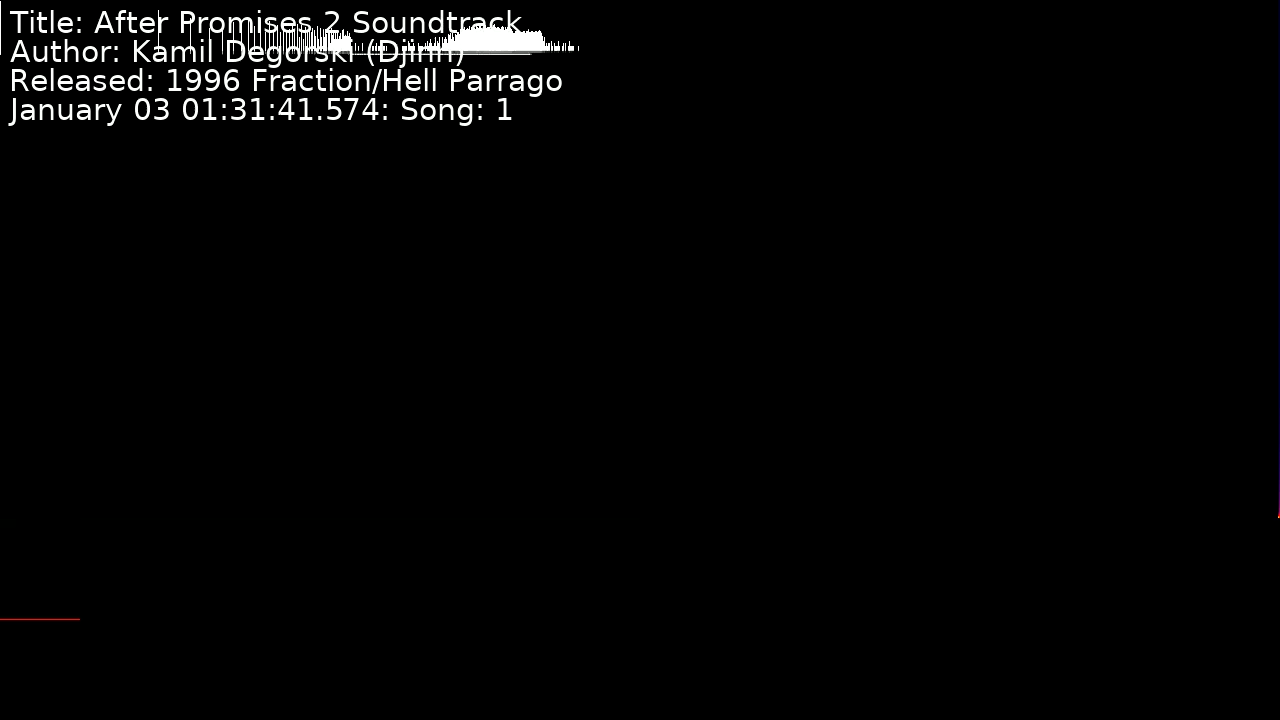 Title: After Promises 2 Soundtrack
Author: Kamil Degorski (Djinn)
Released: 1996 Fraction/Hell Parrago
January 03 01:31:41.574: Song: 1